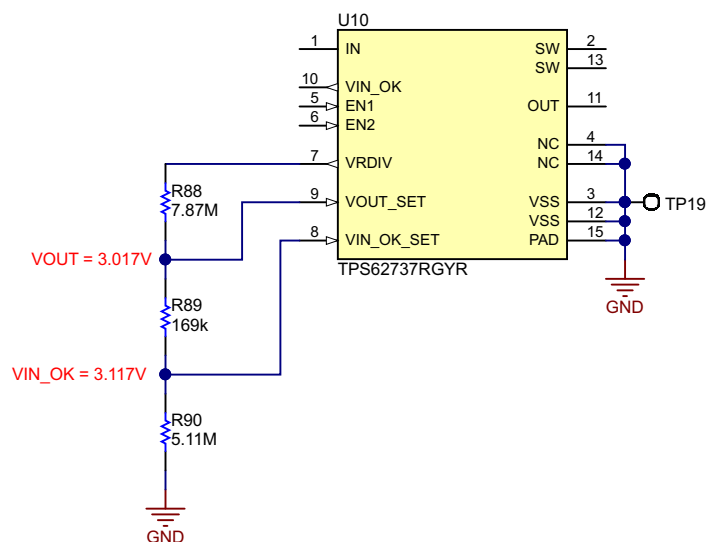 U10
1 IN SW 2
SW 13
10 VIN_OK
5 EN1 OUT 11
6 EN2
NC 4
7 VRDIV NC 14
R88
7.87M
9 VOUT_SET VSS 3 TP19
VSS 12
8 VIN_OK_SET PAD 15
VOUT = 3.017V
TPS62737RGYR
GND
R89
169k
VIN_OK = 3.117V
R90
5.11M
GND